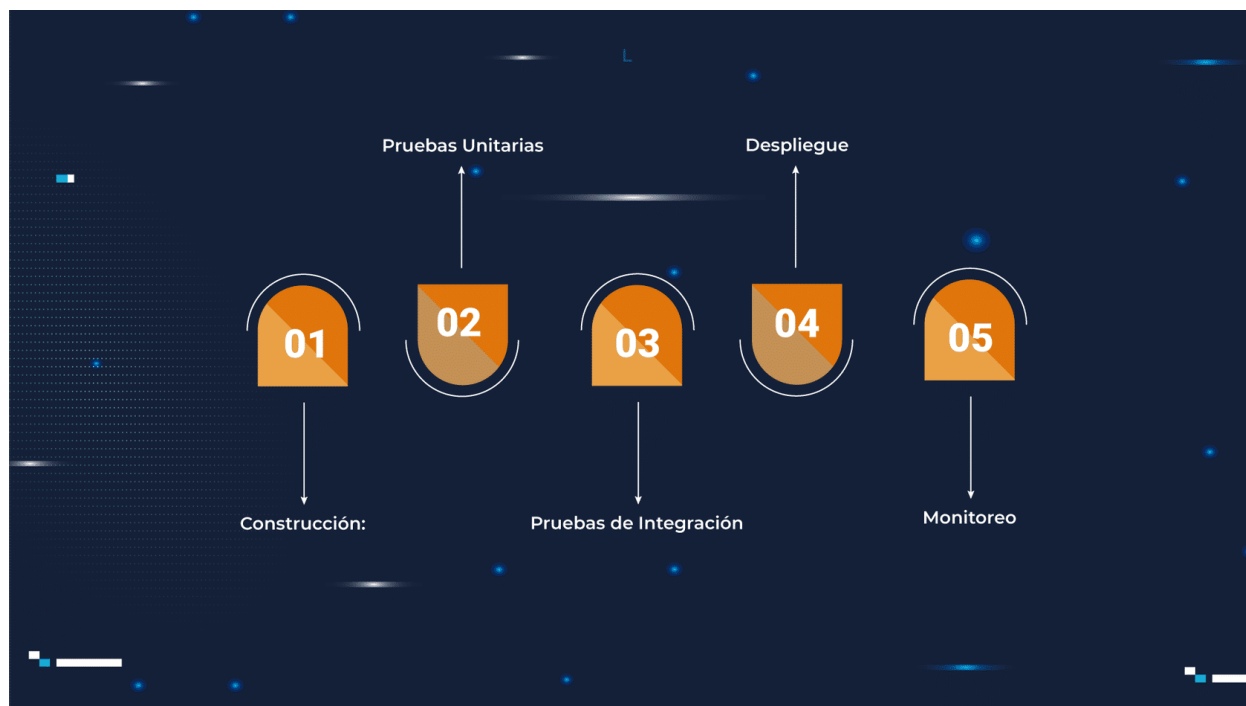 L
Pruebas Unitarias
Despliegue
01
02
03
04
05
Construcción:
Pruebas de Integración
Monitoreo